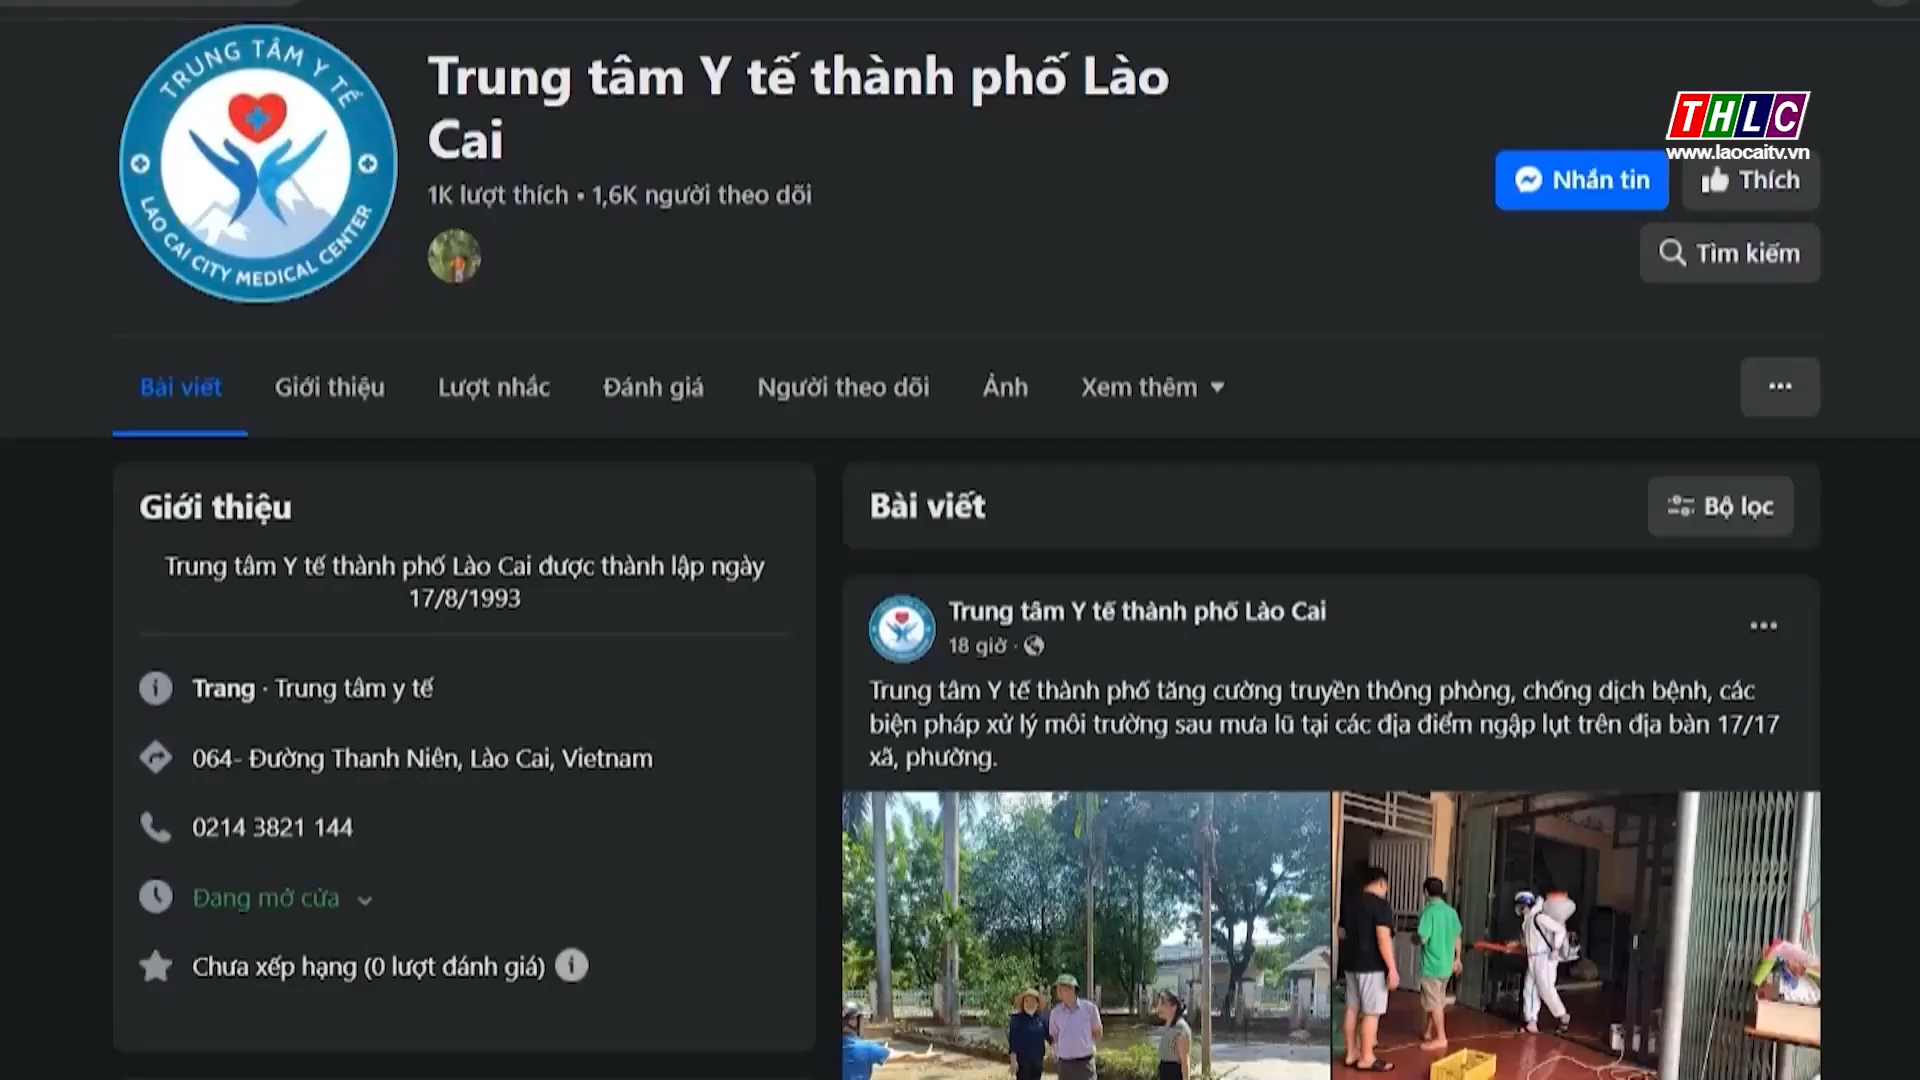 TRUNG TÂM Y TẾ
LAO CAI CITY MEDICAL CENTER
Trung tâm Y tế thành phố Lào
Cai
1K lượt thích • 1,6K người theo dõi
THLC
www.laocaitv.vn
Nhắn tin
Thích
Tìm kiếm
Bài viết
Giới thiệu
Lượt nhắc
Đánh giá
Người theo dõi
Ảnh
Xem thêm
Giới thiệu
Trung tâm Y tế thành phố Lào Cai được thành lập ngày
17/8/1993
Trang · Trung tâm y tế
064- Đường Thanh Niên, Lào Cai, Vietnam
0214 3821 144
Đang mở cửa
Chưa xếp hạng (0 lượt đánh giá)
Bài viết
Bộ lọc
Trung tâm Y tế thành phố Lào Cai
18 giờ ·
Trung tâm Y tế thành phố tăng cường truyền thông phòng, chống dịch bệnh, các
biện pháp xử lý môi trường sau mưa lũ tại các địa điểm ngập lụt trên địa bàn 17/17
xã, phường.